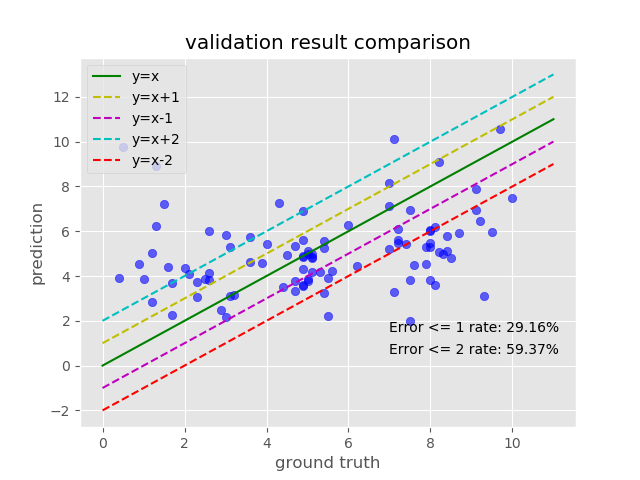 validation result comparison
y=x
y=x+1
y=x-1
y=x+2
y=x-2
12
10
8
6
4
2
0
−2
prediction
Error <= 1 rate: 29.16%
Error <= 2 rate: 59.37%
0 2 4 6 8 10
ground truth